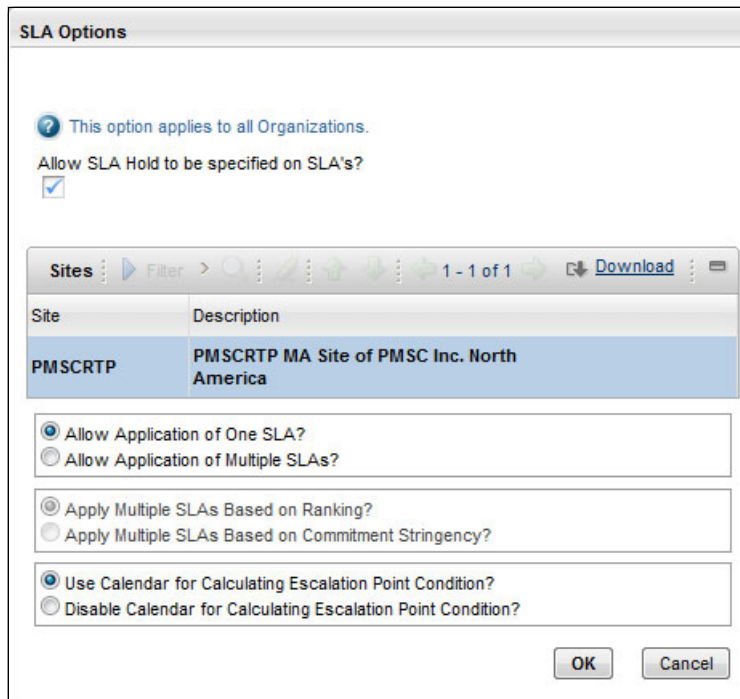 SLA Options
This option applies to all Organizations.
Allow SLA Hold to be specified on SLA's?
Sites Filter 1 - 1 of 1 Download
Site Description
PMSCRTP PMSCRTP MA Site of PMSC Inc. North
America
Allow Application of One SLA?
Allow Application of Multiple SLAs?
Apply Multiple SLAs Based on Ranking?
Apply Multiple SLAs Based on Commitment Stringency?
Use Calendar for Calculating Escalation Point Condition?
Disable Calendar for Calculating Escalation Point Condition?
OK Cancel